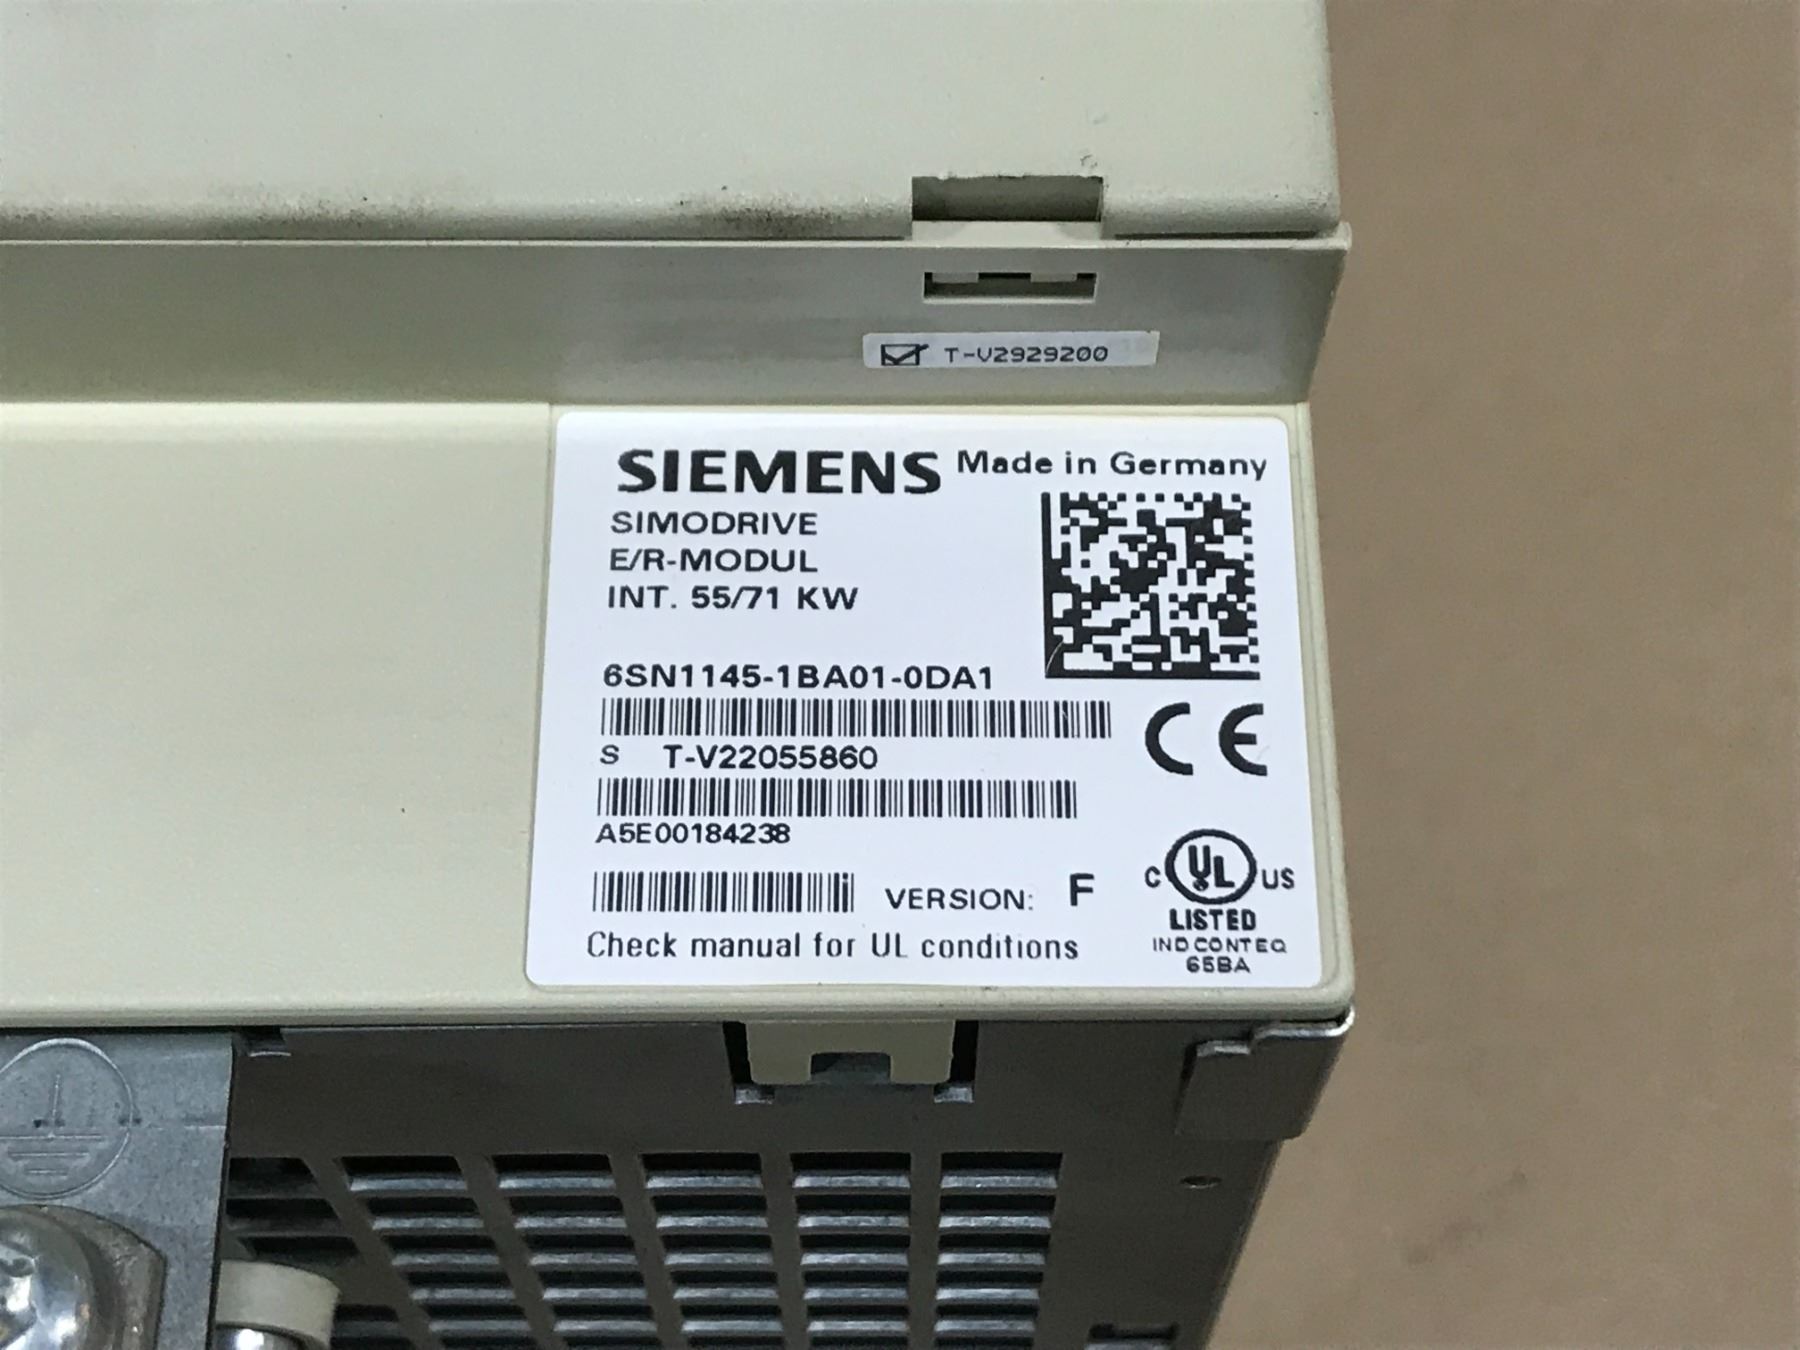 T-V2929200
SIEMENS Made in Germany
SIMODRIVE
E/R-MODUL
INT. 55/71 KW
6SN1145-1BA01-0DA1
S T-V22055860
A5E00184238
VERSION: F
Check manual for UL conditions
CE
C UL US
LISTED
IND CONT EQ
65BA